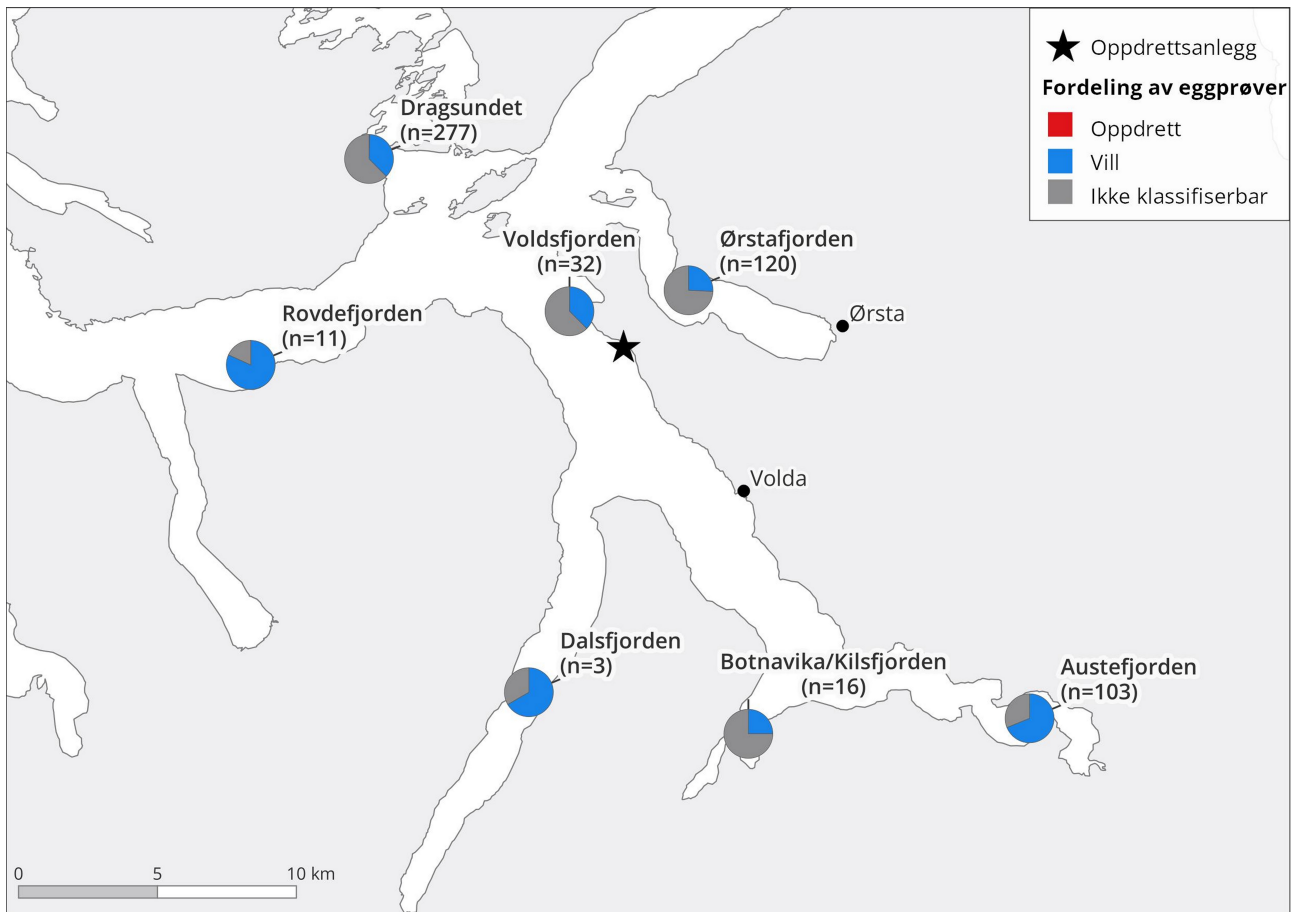 Oppdrettsanlegg
Fordeling av eggprøver
Oppdrett
Vill
Ikke klassifiserbar
Dragsundet
(n=277)
Voldsfjorden
(n=32)
Ørstafjorden
(n=120)
Ørsta
Rovdefjorden
(n=11)
Volda
Dalsfjorden
(n=3)
Botnavika/Kilsfjorden
(n=16)
Austefjorden
(n=103)
0 5 10 km